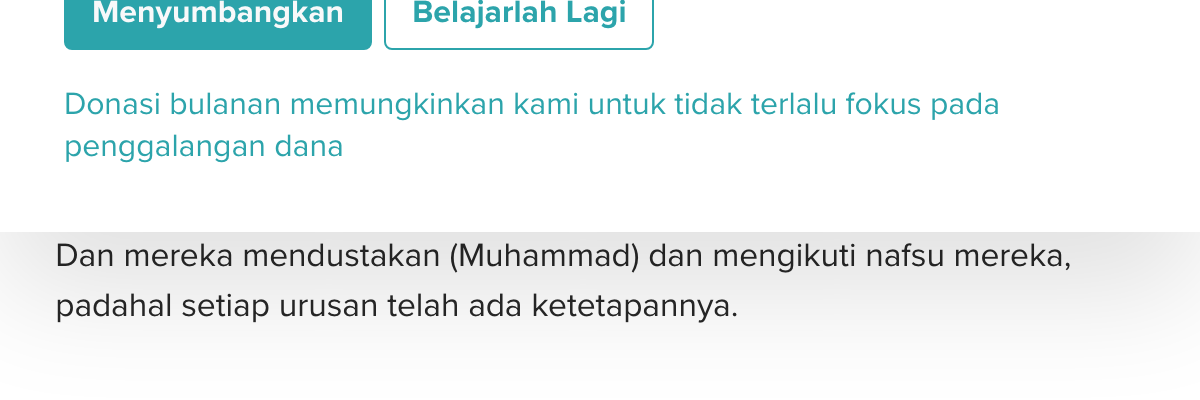 Menyumbangkan
Belajarlah Lagi
Donasi bulanan memungkinkan kami untuk tidak terlalu fokus pada
penggalangan dana
Dan mereka mendustakan (Muhammad) dan mengikuti nafsu mereka,
padahal setiap urusan telah ada ketetapannya.